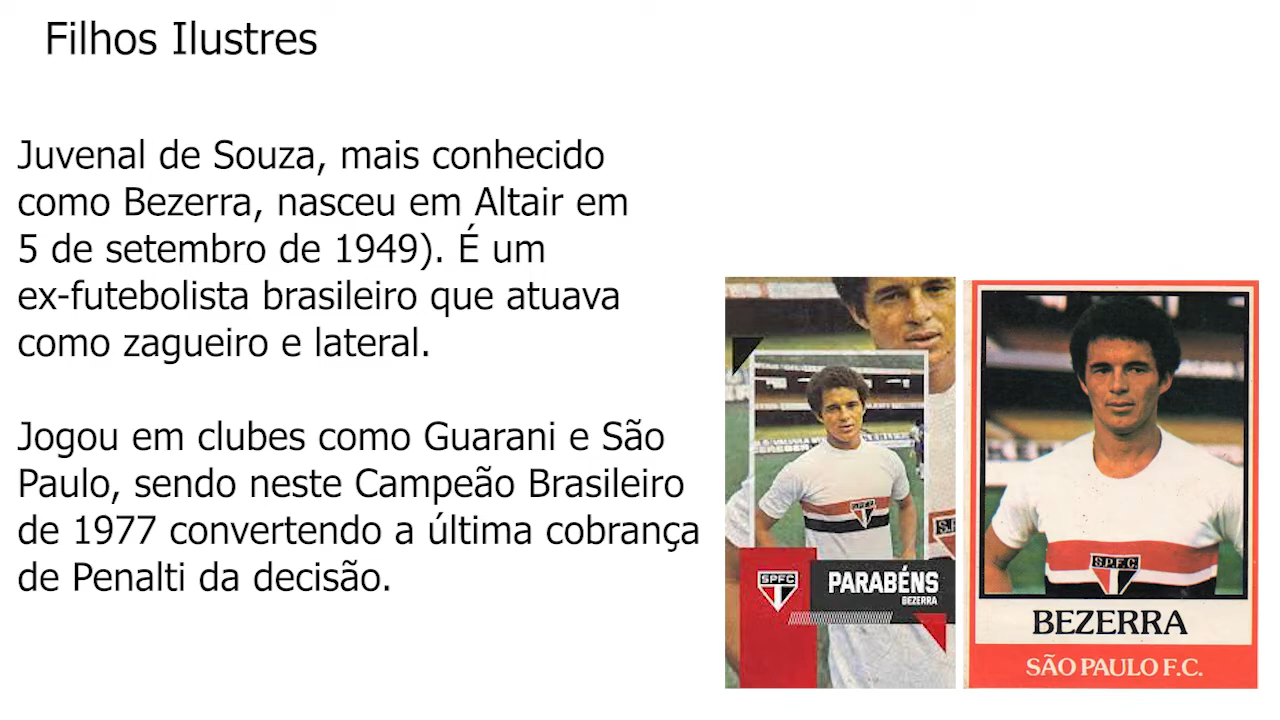 Filhos Ilustres
Juvenal de Souza, mais conhecido
como Bezerra, nasceu em Altair em
5 de setembro de 1949). É um
ex-futebolista brasileiro que atuava
como zagueiro e lateral.
Jogou em clubes como Guarani e São
Paulo, sendo neste Campeão Brasileiro
de 1977 convertendo a última cobrança
de Penalti da decisão.
SPFC
PARABÉNS
BEZERRA
S.P.F.C.
BEZERRA
SÃO PAULO F.C.